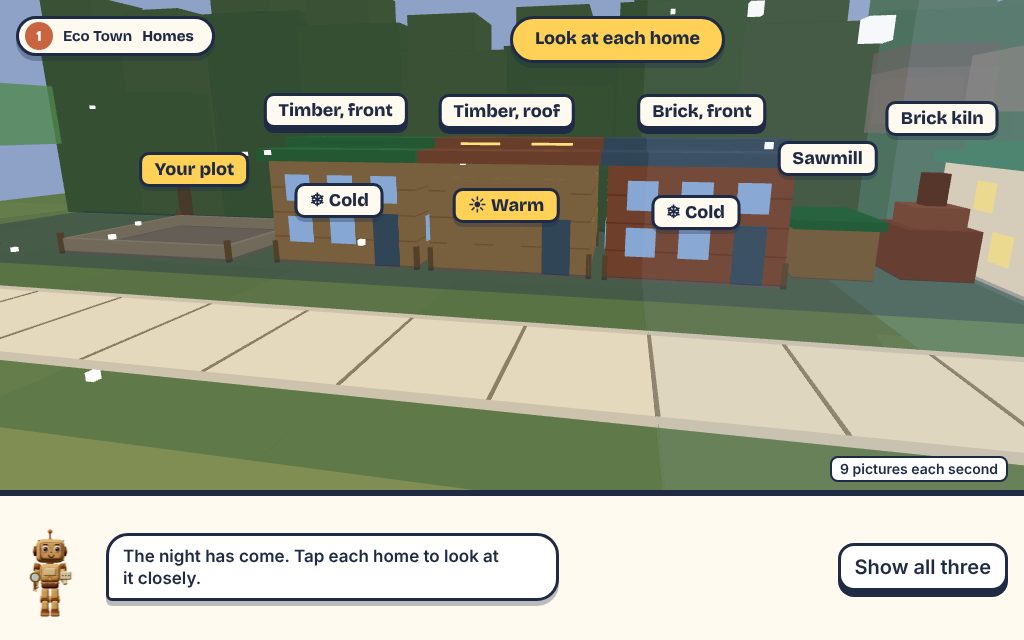 1 Eco Town Homes
Look at each home
Timber, front
Timber, roof
Brick, front
Brick kiln
Sawmill
Your plot
❄ Cold
☀ Warm
❄ Cold
9 pictures each second
The night has come. Tap each home to look at
it closely.
Show all three